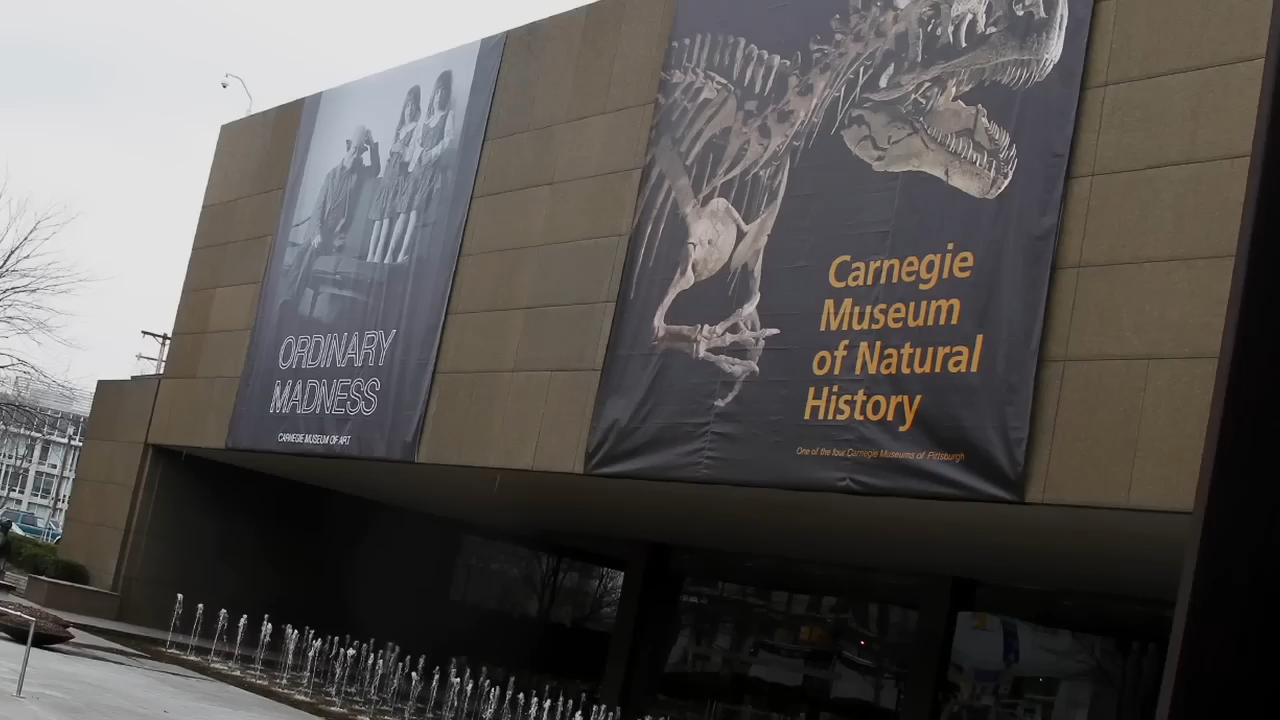 ORDINARY
MADNESS
CARNEGIE MUSEUM OF ART
Carnegie
Museum
of Natural
History
One of the four Carnegie Museums of Pittsburgh